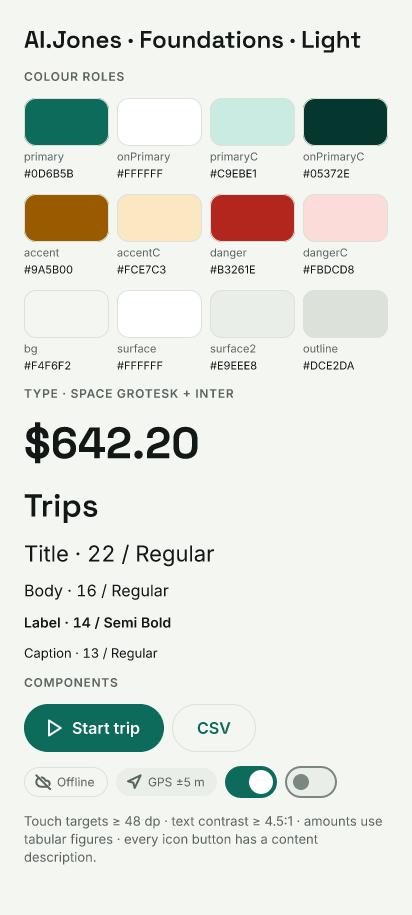 AI.Jones · Foundations · Light
COLOUR ROLES
primary onPrimary primaryC onPrimaryC
#0D6B5B #FFFFFF #C9EBE1 #05372E
accent accentC danger dangerC
#9A5B00 #FCE7C3 #B3261E #FBDCD8
bg surface surface2 outline
#F4F6F2 #FFFFFF #E9EEE8 #DCE2DA
TYPE · SPACE GROTESK + INTER
$642.20
Trips
Title · 22 / Regular
Body · 16 / Regular
Label · 14 / Semi Bold
Caption · 13 / Regular
COMPONENTS
Start trip CSV
Offline GPS ±5 m
Touch targets ≥ 48 dp · text contrast ≥ 4.5:1 · amounts use
tabular figures · every icon button has a content
description.